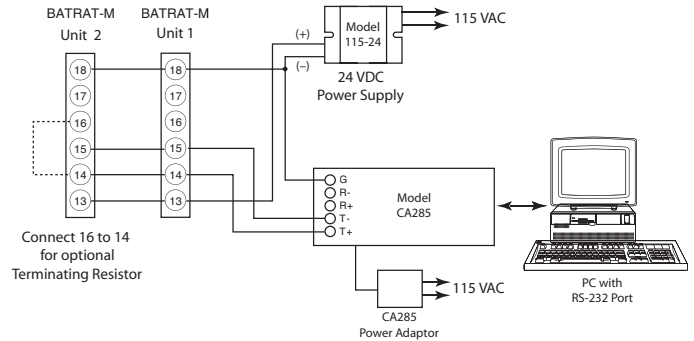 BATRAT-M
Unit 2
BATRAT-M
Unit 1
18
17
16
15
14
13
18
17
16
15
14
13
Connect 16 to 14
for optional
Terminating Resistor
(+)
(–)
Model
115-24
115 VAC
24 VDC
Power Supply
G
R-
R+
T-
T+
Model
CA285
115 VAC
CA285
Power Adaptor
PC with
RS-232 Port